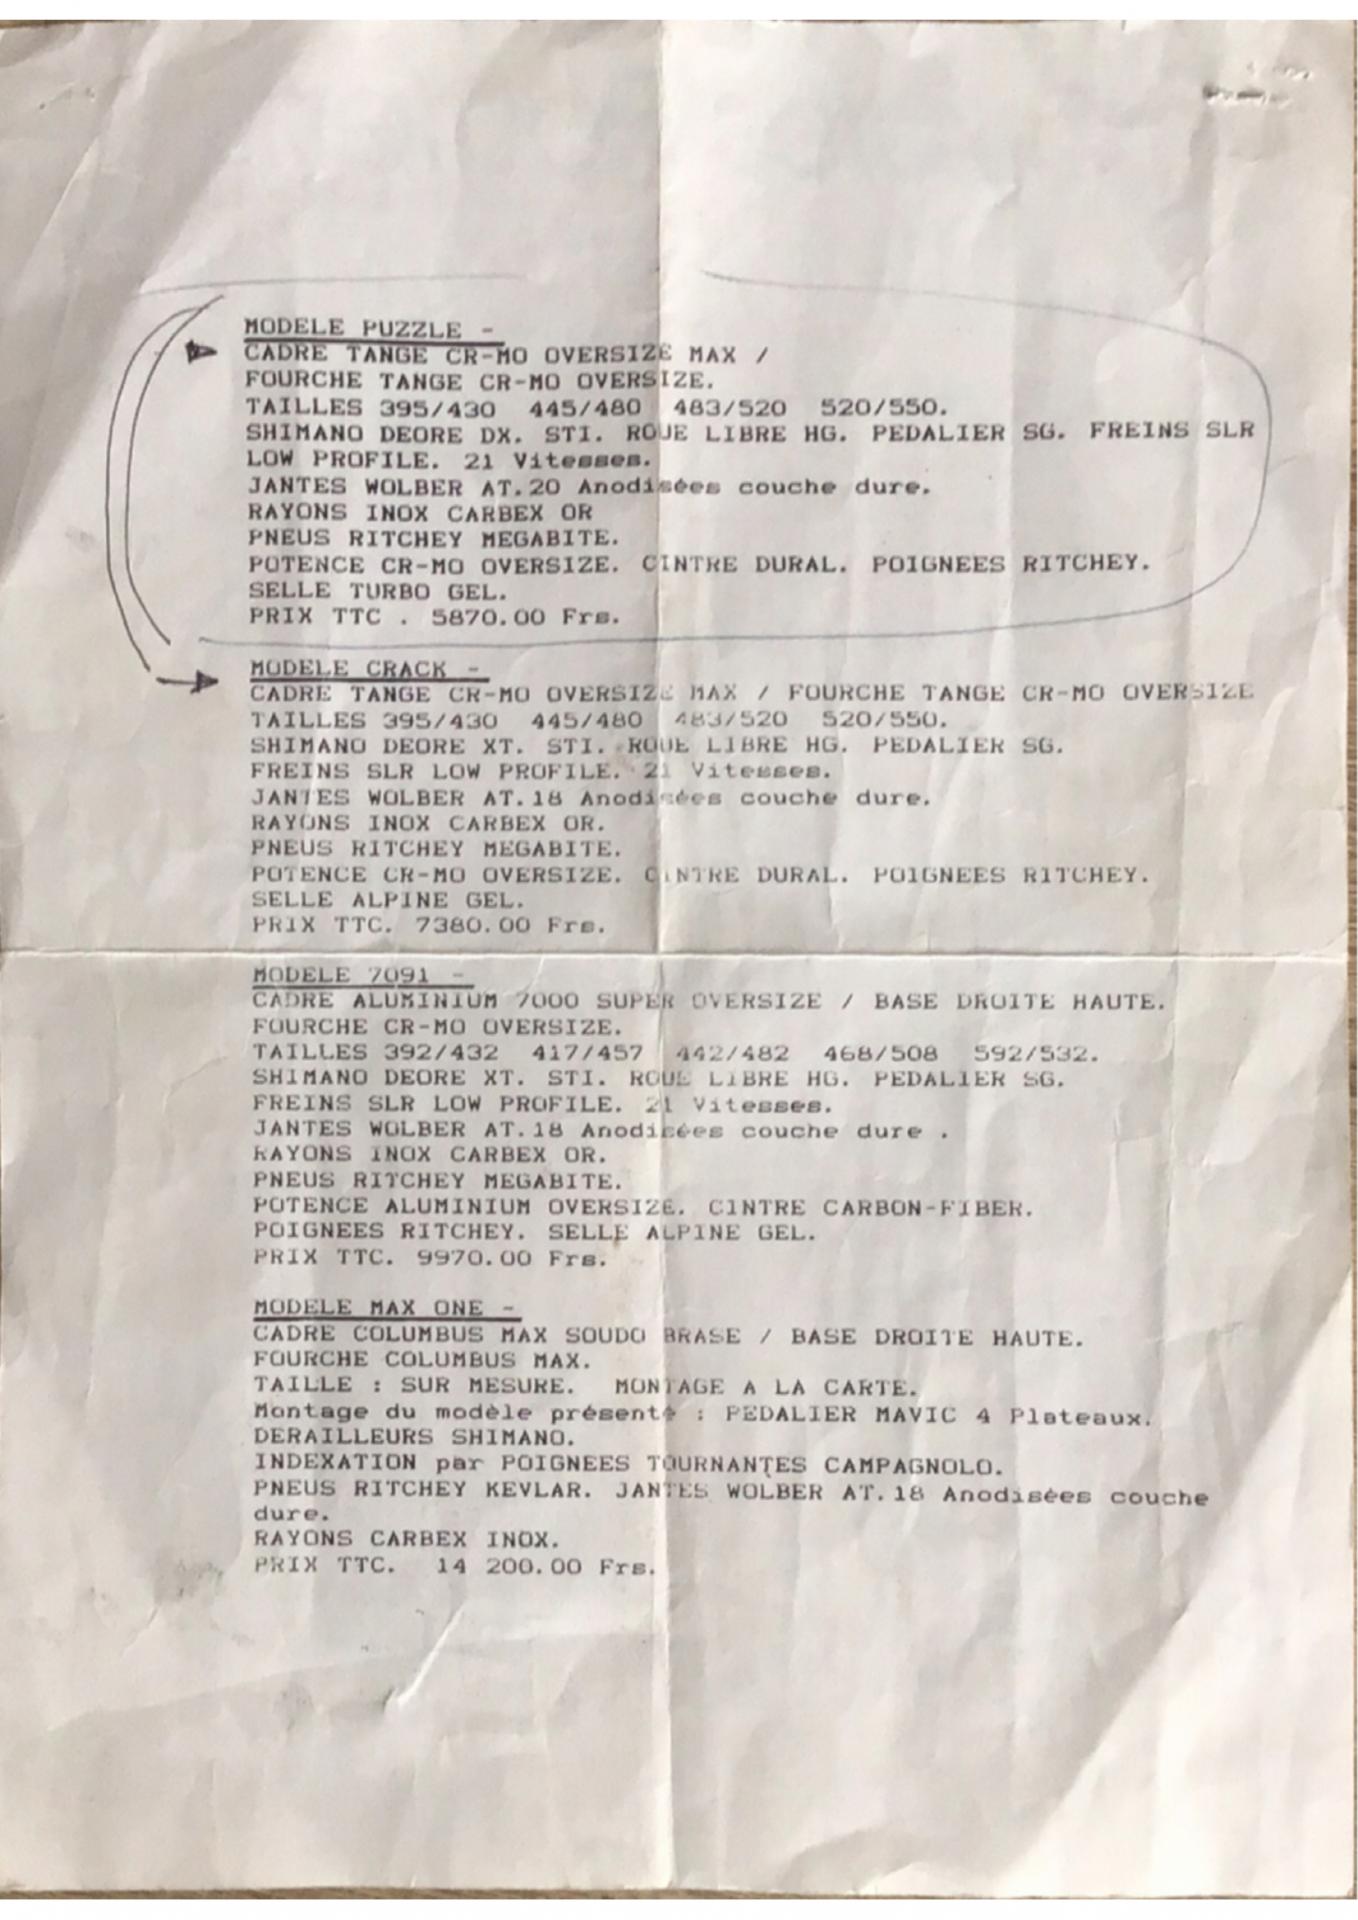 MODELE PUZZLE -
CADRE TANGE CR-MO OVERSIZE MAX /
FOURCHE TANGE CR-MO OVERSIZE.
TAILLES 395/430 445/480 483/520 520/550.
SHIMANO DEORE DX. STI. ROUE LIBRE HG. PEDALIER SG. FREINS SLR
LOW PROFILE. 21 Vitesses.
JANTES WOLBER AT.20 Anodisées couche dure.
RAYONS INOX CARBEX OR
PNEUS RITCHEY MEGABITE.
POTENCE CR-MO OVERSIZE. CINTRE DURAL. POIGNEES RITCHEY.
SELLE TURBO GEL.
PRIX TTC . 5870.00 Frs.
MODELE CRACK -
CADRE TANGE CR-MO OVERSIZE MAX / FOURCHE TANGE CR-MO OVERSIZE
TAILLES 395/430 445/480 483/520 520/550.
SHIMANO DEORE XT. STI. ROUE LIBRE HG. PEDALIER SG.
FREINS SLR LOW PROFILE. 21 Vitesses.
JANTES WOLBER AT.18 Anodisées couche dure.
RAYONS INOX CARBEX OR.
PNEUS RITCHEY MEGABITE.
POTENCE CR-MO OVERSIZE. CINTRE DURAL. POIGNEES RITCHEY.
SELLE ALPINE GEL.
PRIX TTC. 7380.00 Frs.
MODELE 7091 -
CADRE ALUMINIUM 7000 SUPER OVERSIZE / BASE DROITE HAUTE.
FOURCHE CR-MO OVERSIZE.
TAILLES 392/432 417/457 442/482 468/508 592/532.
SHIMANO DEORE XT. STI. ROUE LIBRE HG. PEDALIER SG.
FREINS SLR LOW PROFILE. 21 Vitesses.
JANTES WOLBER AT.18 Anodisées couche dure .
RAYONS INOX CARBEX OR.
PNEUS RITCHEY MEGABITE.
POTENCE ALUMINIUM OVERSIZE. CINTRE CARBON-FIBER.
POIGNEES RITCHEY. SELLE ALPINE GEL.
PRIX TTC. 9970.00 Frs.
MODELE MAX ONE -
CADRE COLUMBUS MAX SOUDO BRASE / BASE DROITE HAUTE.
FOURCHE COLUMBUS MAX.
TAILLE : SUR MESURE. MONTAGE A LA CARTE.
Montage du modèle présenté : PEDALIER MAVIC 4 Plateaux.
DERAILLEURS SHIMANO.
INDEXATION par POIGNEES TOURNANTES CAMPAGNOLO.
PNEUS RITCHEY KEVLAR. JANTES WOLBER AT.18 Anodisées couche
dure.
RAYONS CARBEX INOX.
PRIX TTC. 14 200.00 Frs.